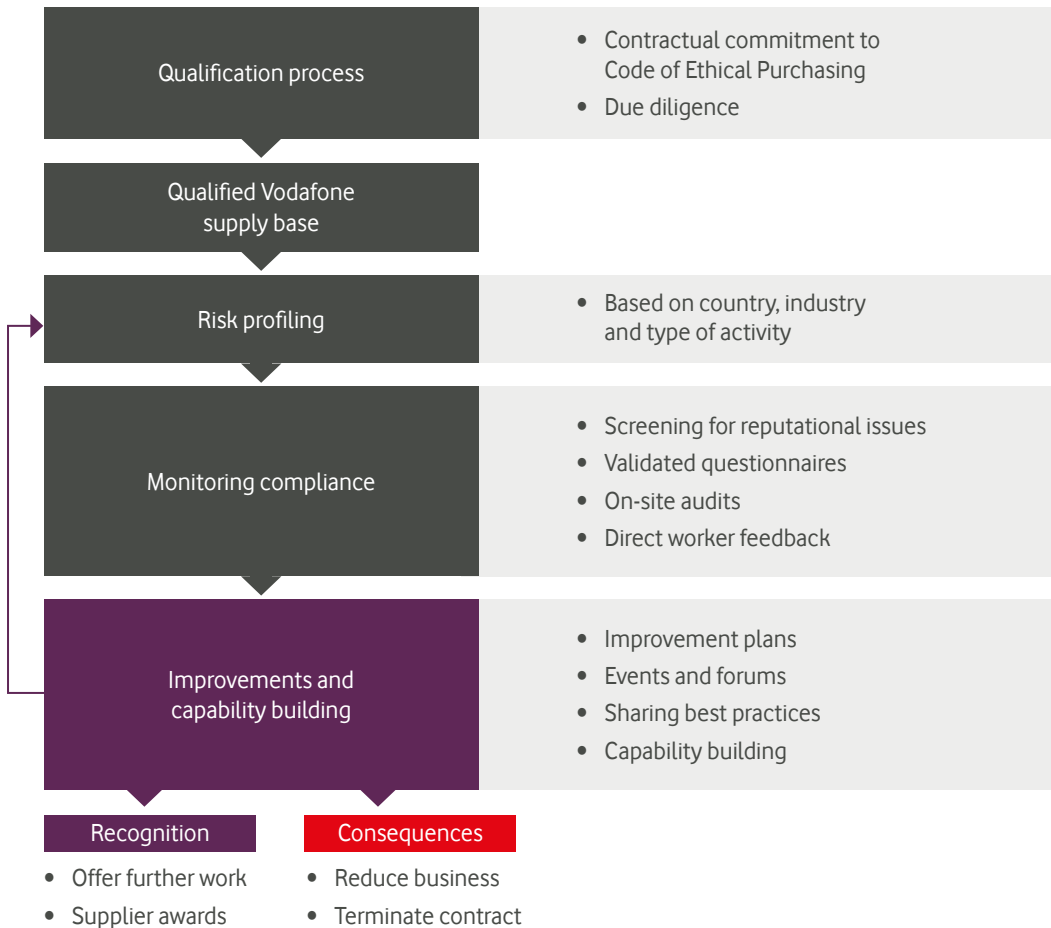 Qualification process
• Contractual commitment to
Code of Ethical Purchasing
• Due diligence
Qualified Vodafone
supply base
Risk profiling
• Based on country, industry
and type of activity
Monitoring compliance
• Screening for reputational issues
• Validated questionnaires
• On-site audits
• Direct worker feedback
Improvements and
capability building
• Improvement plans
• Events and forums
• Sharing best practices
• Capability building
Recognition
• Offer further work
• Supplier awards
Consequences
• Reduce business
• Terminate contract